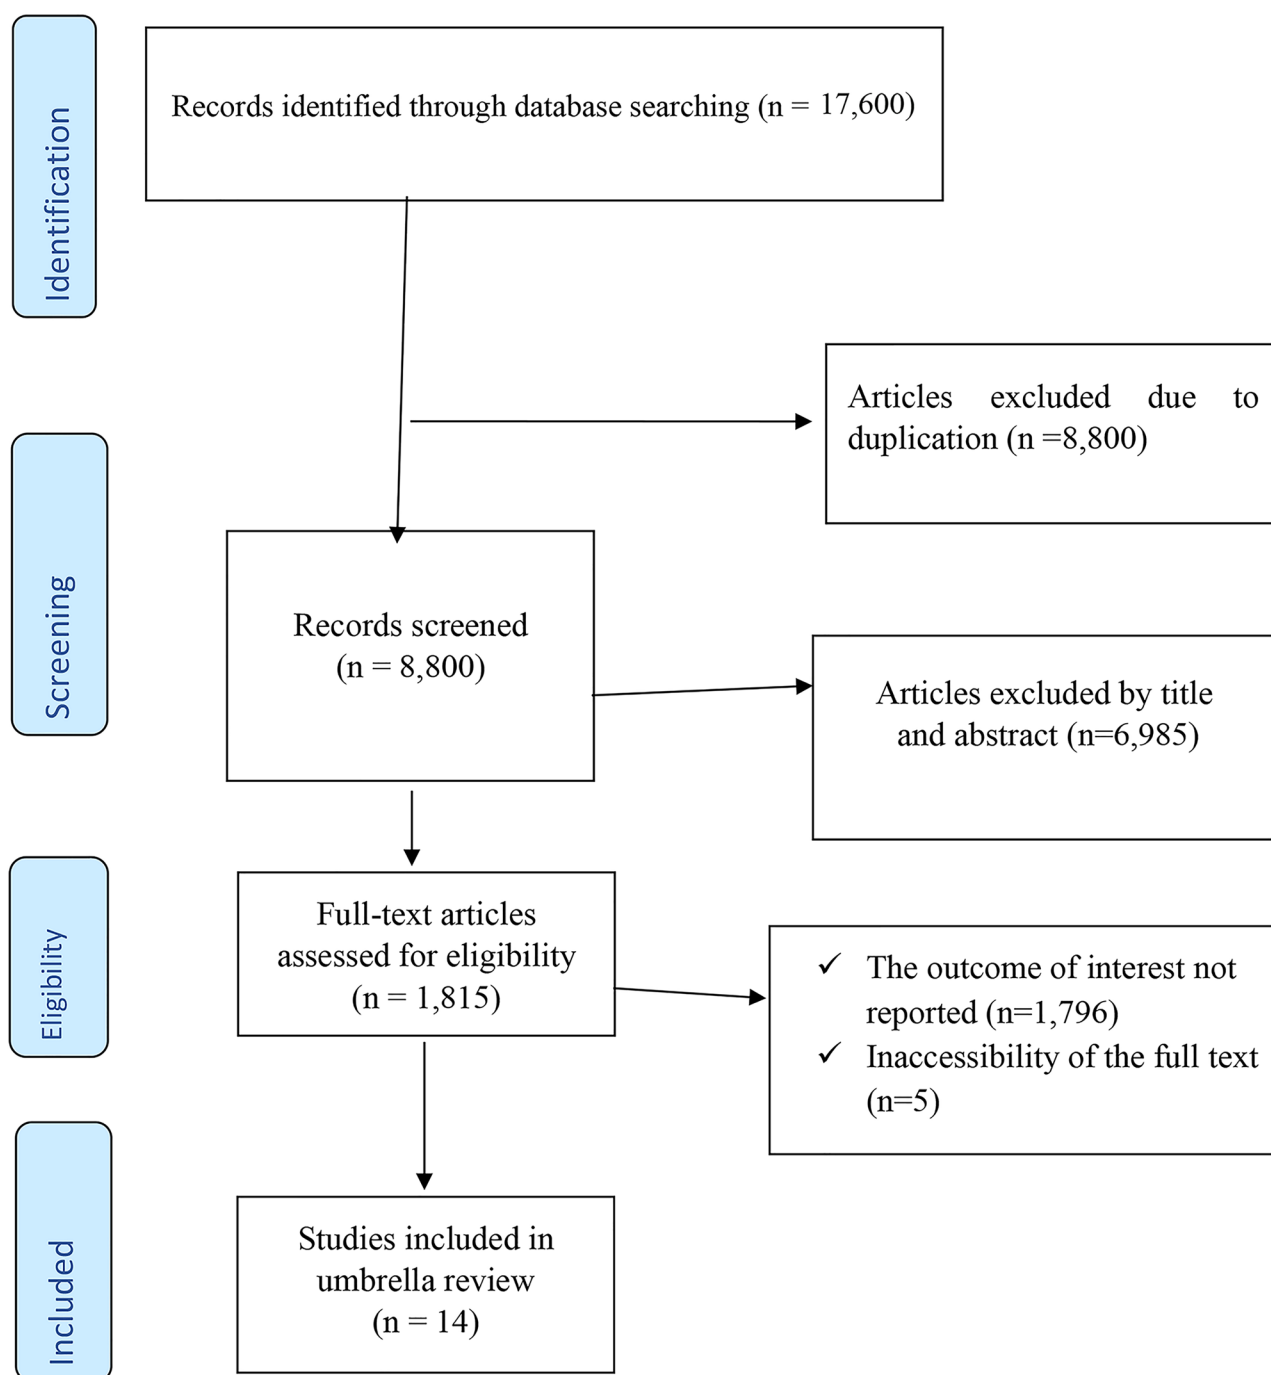 Identification
Records identified through database searching (n = 17,600)
Articles excluded due to
duplication (n =8,800)
Screening
Records screened
(n = 8,800)
Articles excluded by title
and abstract (n=6,985)
Eligibility
Full-text articles
assessed for eligibility
(n = 1,815)
✓ The outcome of interest not
reported (n=1,796)
✓ Inaccessibility of the full text
(n=5)
Included
Studies included in
umbrella review
(n = 14)